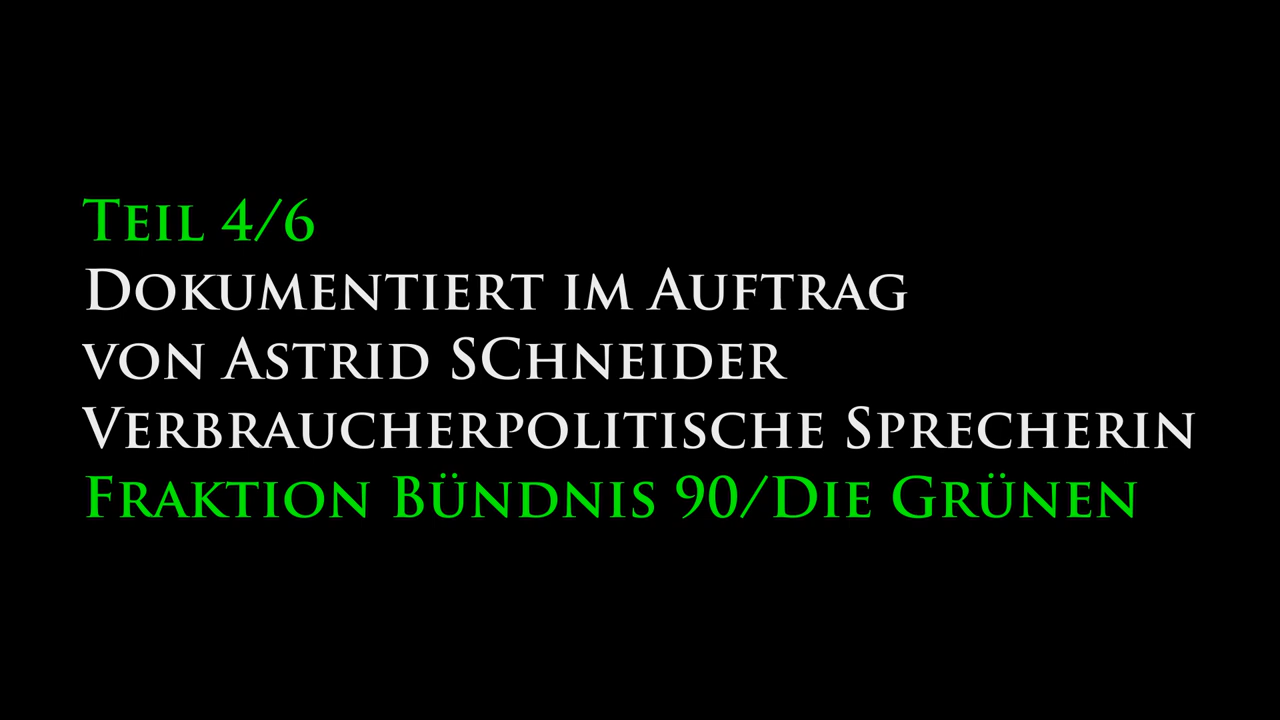 Teil 4/6
Dokumentiert im Auftrag
von Astrid SChneider
Verbraucherpolitische Sprecherin
Fraktion Bündnis 90/Die Grünen